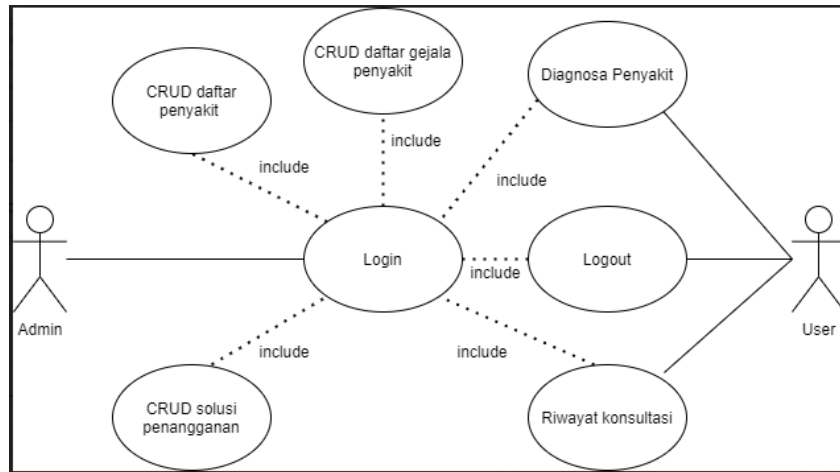 CRUD daftar
penyakit
CRUD daftar gejala
penyakit
Diagnosa Penyakit
include
include
include
Admin
Login
include
Logout
User
include
include
CRUD solusi
penangganan
Riwayat konsultasi